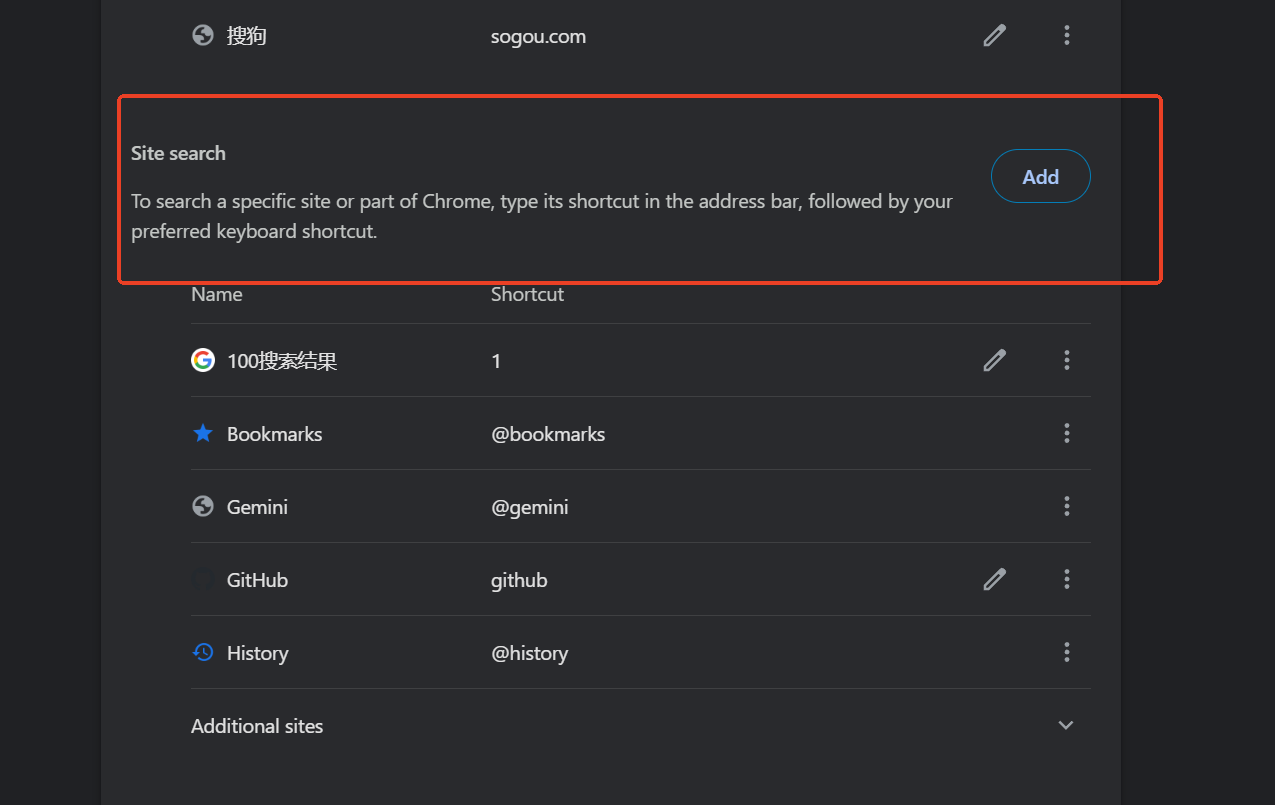 搜狗 sogou.com
Site search
Add
To search a specific site or part of Chrome, type its shortcut in the address bar, followed by your
preferred keyboard shortcut.
Name Shortcut
100搜索结果 1
Bookmarks @bookmarks
Gemini @gemini
GitHub github
History @history
Additional sites